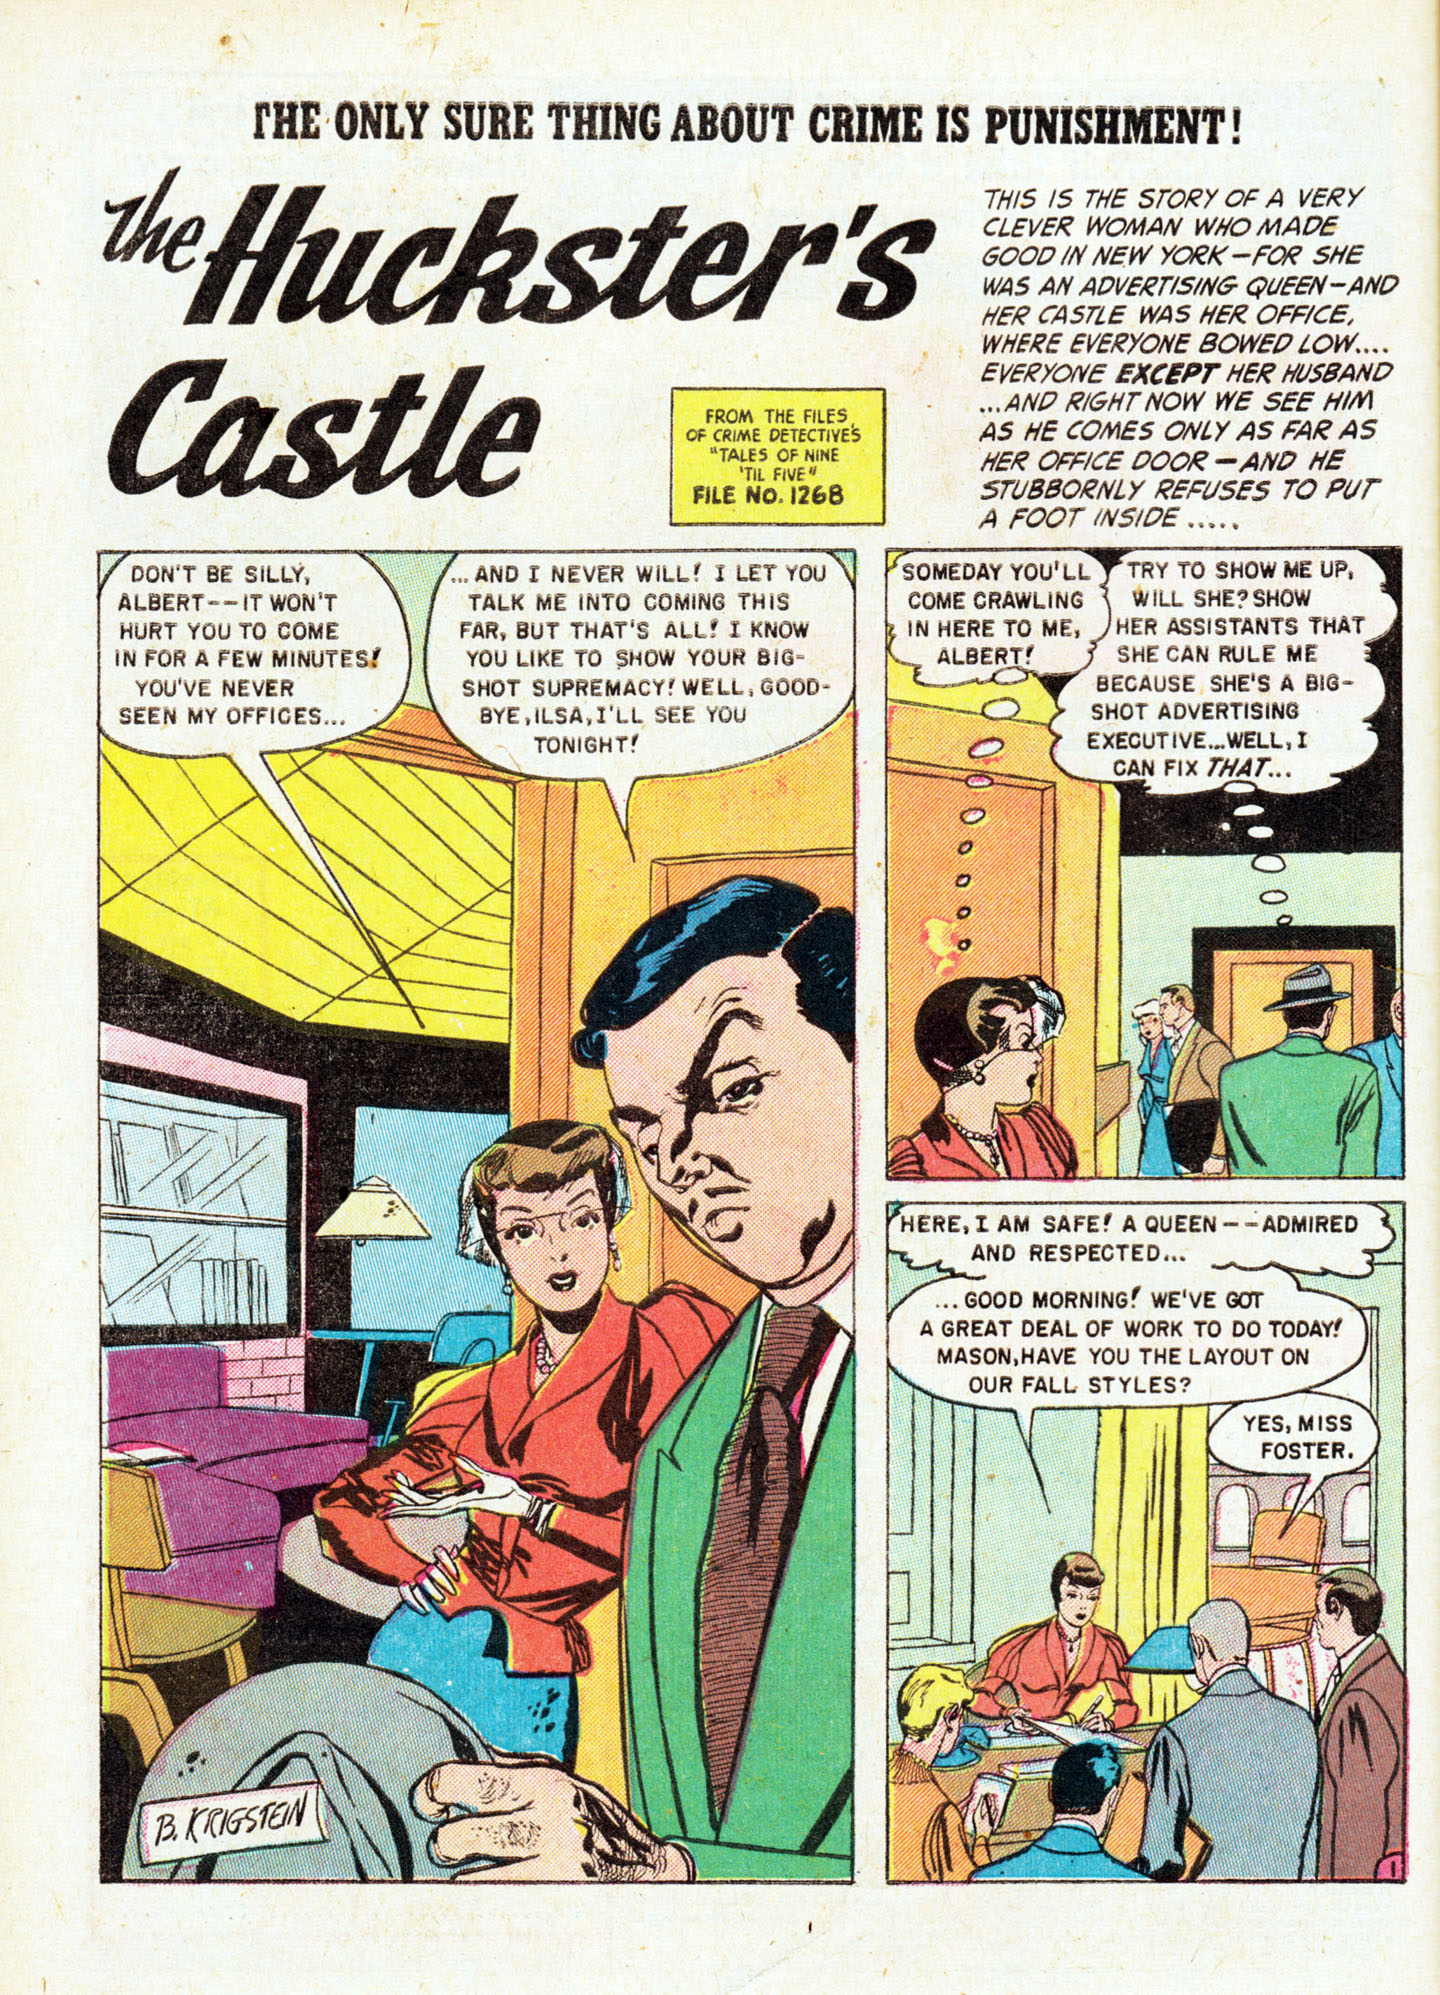 THE ONLY SURE THING ABOUT CRIME IS PUNISHMENT!
the Huckster's
Castle
THIS IS THE STORY OF A VERY
CLEVER WOMAN WHO MADE
GOOD IN NEW YORK—FOR SHE
WAS AN ADVERTISING QUEEN—AND
HER CASTLE WAS HER OFFICE,
WHERE EVERYONE BOWED LOW....
EVERYONE EXCEPT HER HUSBAND
...AND RIGHT NOW WE SEE HIM
AS HE COMES ONLY AS FAR AS
HER OFFICE DOOR—AND HE
STUBBORNLY REFUSES TO PUT
A FOOT INSIDE.....
FROM THE FILES
OF CRIME DETECTIVE'S
"TALES OF NINE
'TIL FIVE"
FILE NO. 1268
DON'T BE SILLY,
ALBERT--IT WON'T
HURT YOU TO COME
IN FOR A FEW MINUTES!
YOU'VE NEVER
SEEN MY OFFICES...
...AND I NEVER WILL! I LET YOU
TALK ME INTO COMING THIS
FAR, BUT THAT'S ALL! I KNOW
YOU LIKE TO SHOW YOUR BIG-
SHOT SUPREMACY! WELL, GOOD-
BYE, ILSA, I'LL SEE YOU
TONIGHT!
B. KRIGSTEIN
SOMEDAY YOU'LL
COME CRAWLING
IN HERE TO ME,
ALBERT!
TRY TO SHOW ME UP,
WILL SHE? SHOW
HER ASSISTANTS THAT
SHE CAN RULE ME
BECAUSE SHE'S A BIG-
SHOT ADVERTISING
EXECUTIVE...WELL, I
CAN FIX THAT...
HERE, I AM SAFE! A QUEEN--ADMIRED
AND RESPECTED...
...GOOD MORNING! WE'VE GOT
A GREAT DEAL OF WORK TO DO TODAY!
MASON, HAVE YOU THE LAYOUT ON
OUR FALL STYLES?
YES, MISS
FOSTER.
1